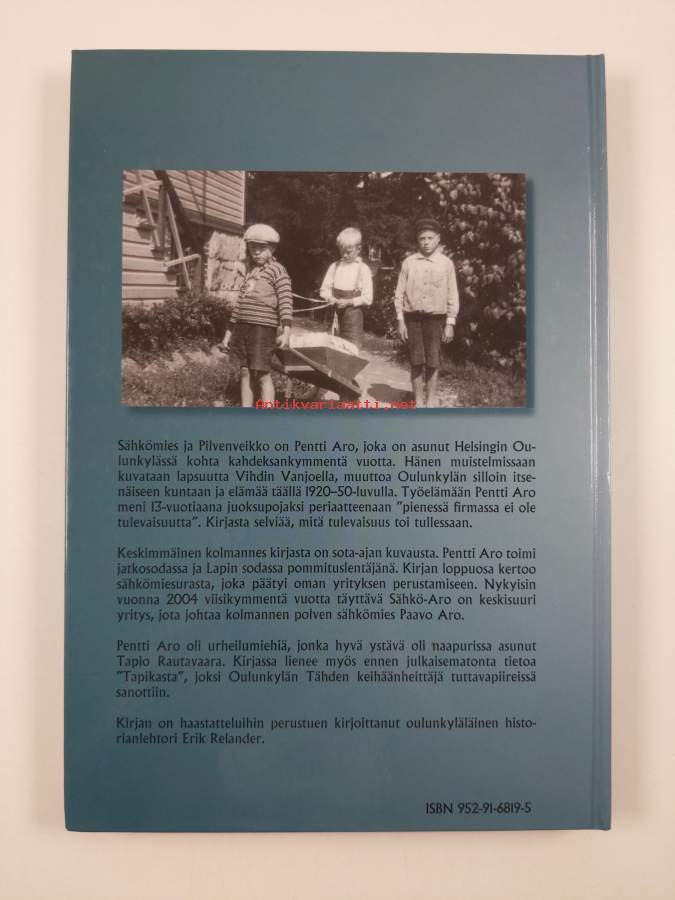 Antikvariaatti.net
Sähkömies ja Pilvenveikko on Pentti Aro, joka on asunut Helsingin Ou-
lunkylässä kohta kahdeksankymmentä vuotta. Hänen muistelmissaan
kuvataan lapsuutta Vihdin Vanjoella, muuttoa Oulunkylän silloin itse-
näiseen kuntaan ja elämää täällä 1920–50-luvulla. Työelämään Pentti Aro
meni 13-vuotiaana juoksupojaksi periaatteenaan "pienessä firmassa ei ole
tulevaisuutta". Kirjasta selviää, mitä tulevaisuus toi tullessaan.
Keskimmäinen kolmannes kirjasta on sota-ajan kuvausta. Pentti Aro toimi
jatkosodassa ja Lapin sodassa pommituslentäjänä. Kirjan loppuosa kertoo
sähkömiesurasta, joka päätyi oman yrityksen perustamiseen. Nykyisin
vuonna 2004 viisikymmentä vuotta täyttävä Sähkö-Aro on keskisuuri
yritys, jota johtaa kolmannen polven sähkömies Paavo Aro.
Pentti Aro oli urheilumiehiä, jonka hyvä ystävä oli naapurissa asunut
Tapio Rautavaara. Kirjassa lienee myös ennen julkaisematonta tietoa
"Tapikasta", joksi Oulunkylän Tähden keihäänheittäjä tuttavapiireissä
sanottiin.
Kirjan on haastatteluihin perustuen kirjoittanut oulunkyläläinen histo-
rianlehtori Erik Relander.
ISBN 952-91-6819-5